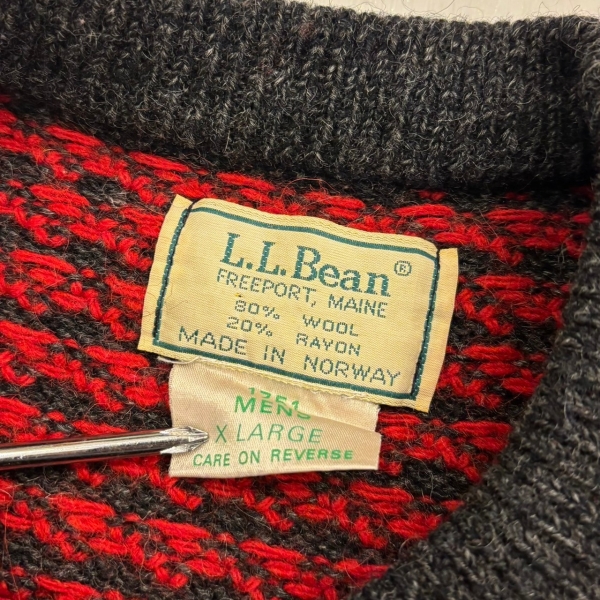 L.L.Bean®
FREEPORT, MAINE
80% WOOL
20% RAYON
MADE IN NORWAY
MENS
X LARGE
CARE ON REVERSE